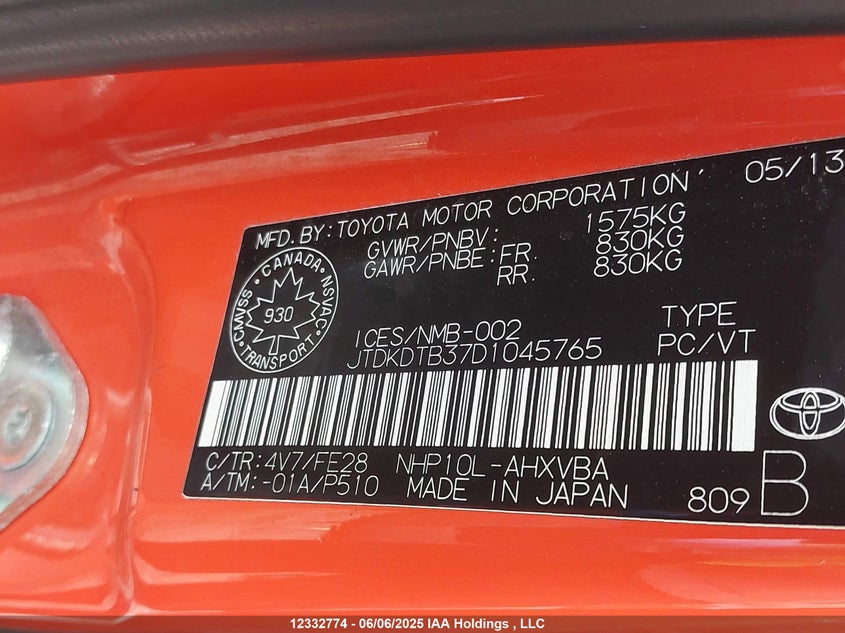 MFD. BY: TOYOTA MOTOR CORPORATION' 05/13
GVWR/PNBV: 1575KG
GAWR/PNBE: FR. 830KG
RR. 830KG
CANADA
CMVSS NSVAC
930
TRANSPORT
ICES/NMB-002 TYPE
JTDKDTB37D1045765 PC/VT
C/TR: 4V7/FE28 NHP10L-AHXVBA
A/TM: -01A/P510 MADE IN JAPAN 809 B
12332774 - 06/06/2025 IAA Holdings , LLC